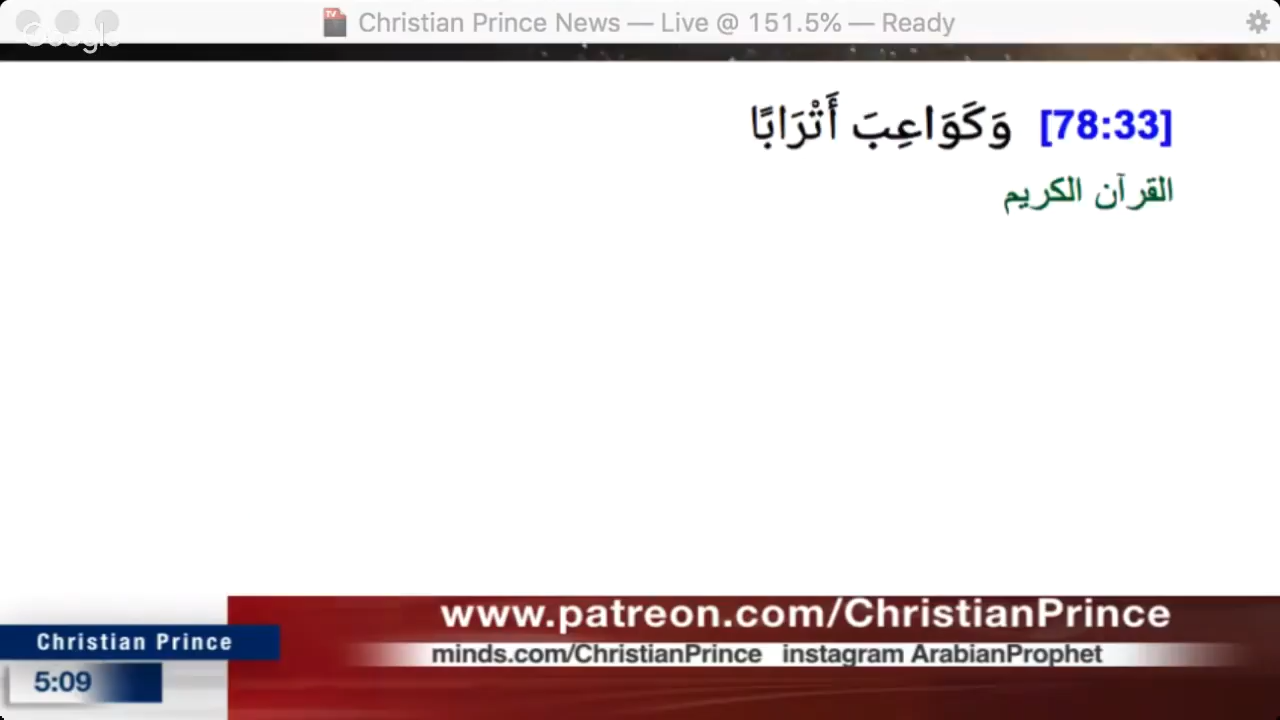 Christian Prince News — Live @ 151.5% — Ready
Google
[78:33] وَكَوَاعِبَ أَتْرَابًا
القرآن الكريم
www.patreon.com/ChristianPrince
Christian Prince
minds.com/ChristianPrince instagram ArabianProphet
5:09